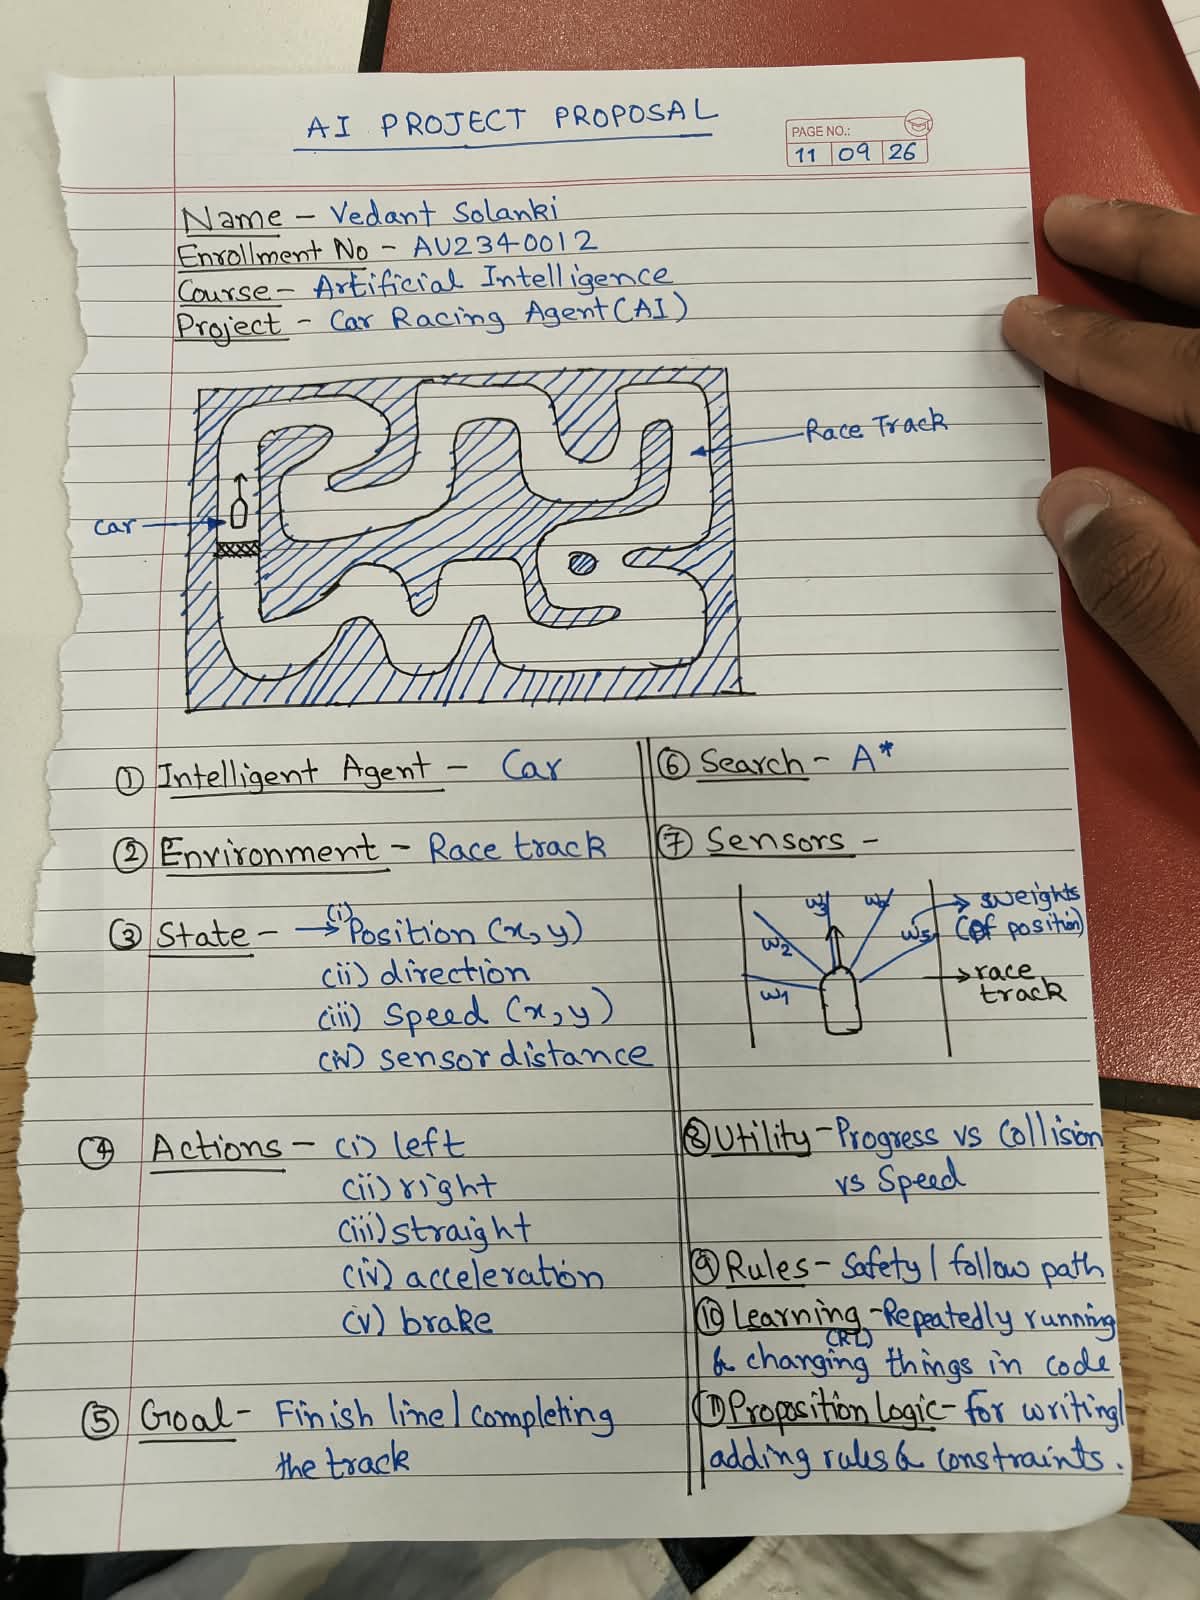 AI PROJECT PROPOSAL
PAGE NO.:
11 09 26
Name - Vedant Solanki
Enrollment No - AU2340012
Course - Artificial Intelligence
Project - Car Racing Agent (AI)
Race Track
car
① Intelligent Agent - Car
② Environment - Race track
③ State - → (i) Position (x, y)
(ii) direction
(iii) speed (x, y)
(iv) sensor distance
④ Actions - (i) left
(ii) right
(iii) straight
(iv) acceleration
(v) brake
⑤ Goal - Finish line / completing
the track
⑥ Search - A*
⑦ Sensors -
w1
w2
w3
w4
w5
weights
(of position)
race
track
⑧ Utility - Progress vs Collision
vs Speed
⑨ Rules - Safety / follow path
⑩ Learning - Repeatedly running
(RL)
& changing things in code
⑪ Proposition Logic - for writing /
adding rules & constraints.